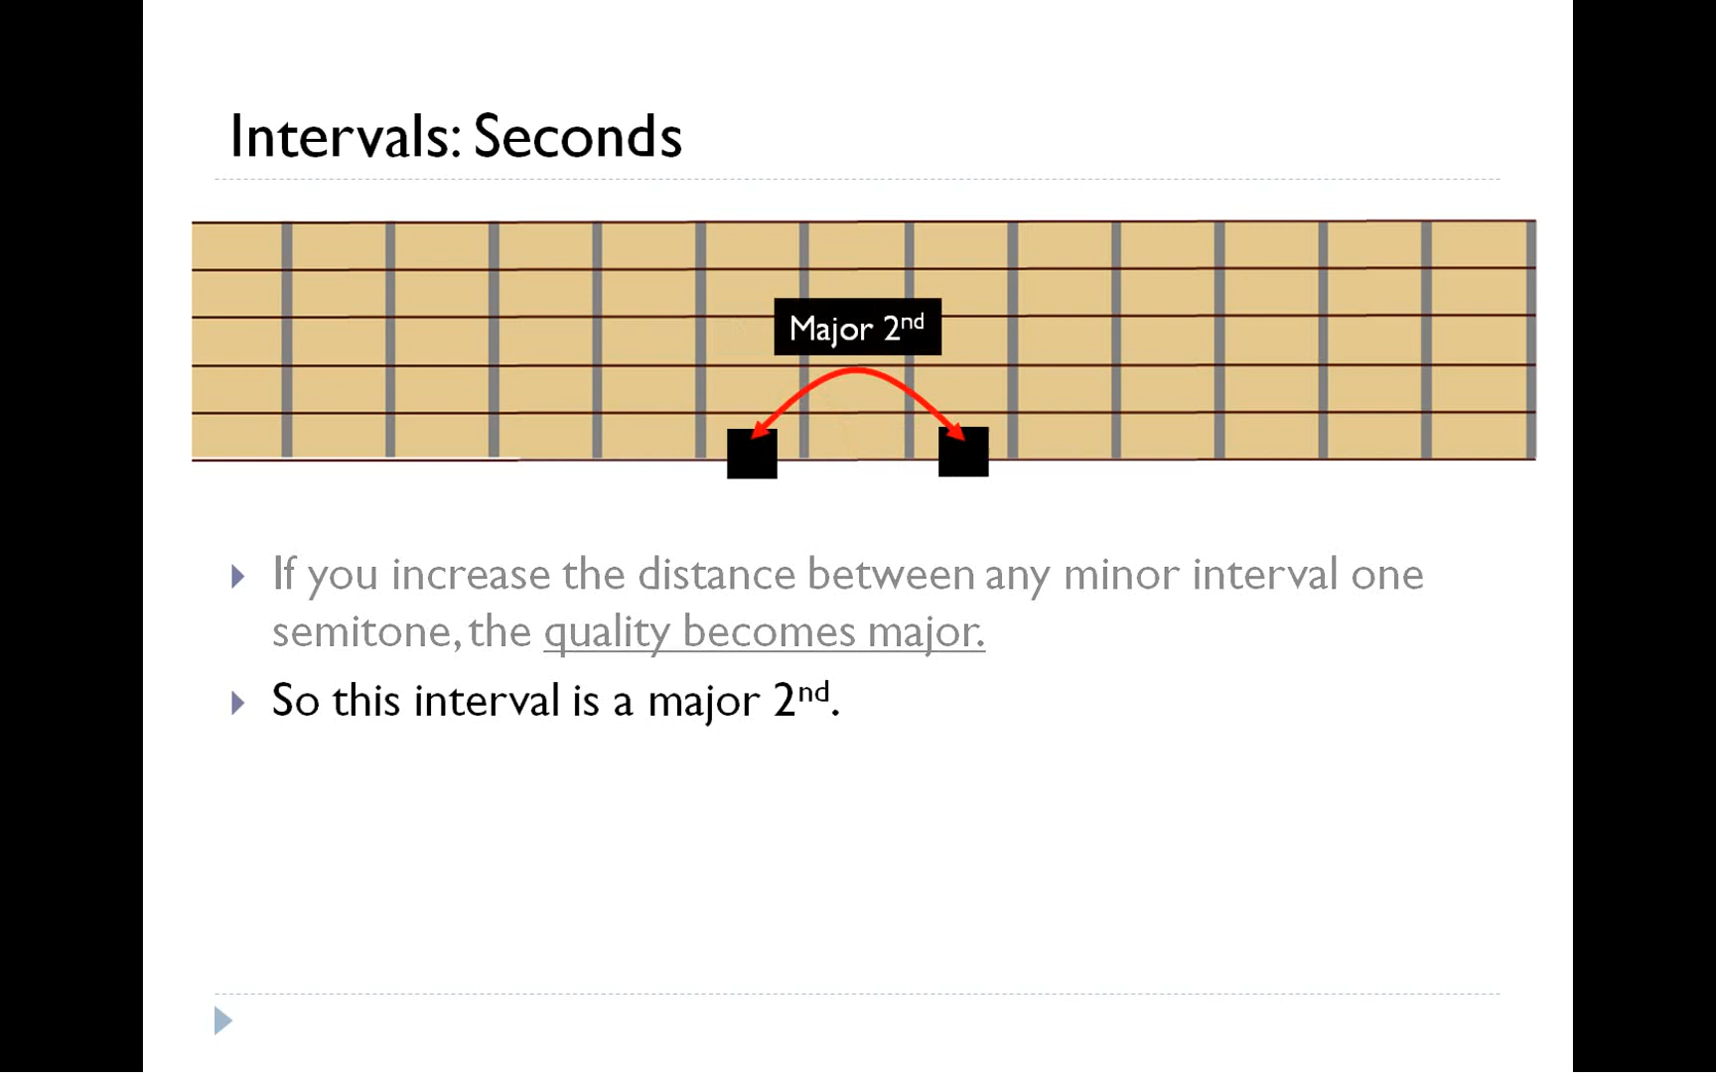 Intervals: Seconds
Major 2nd
If you increase the distance between any minor interval one
semitone, the quality becomes major.
So this interval is a major 2nd.